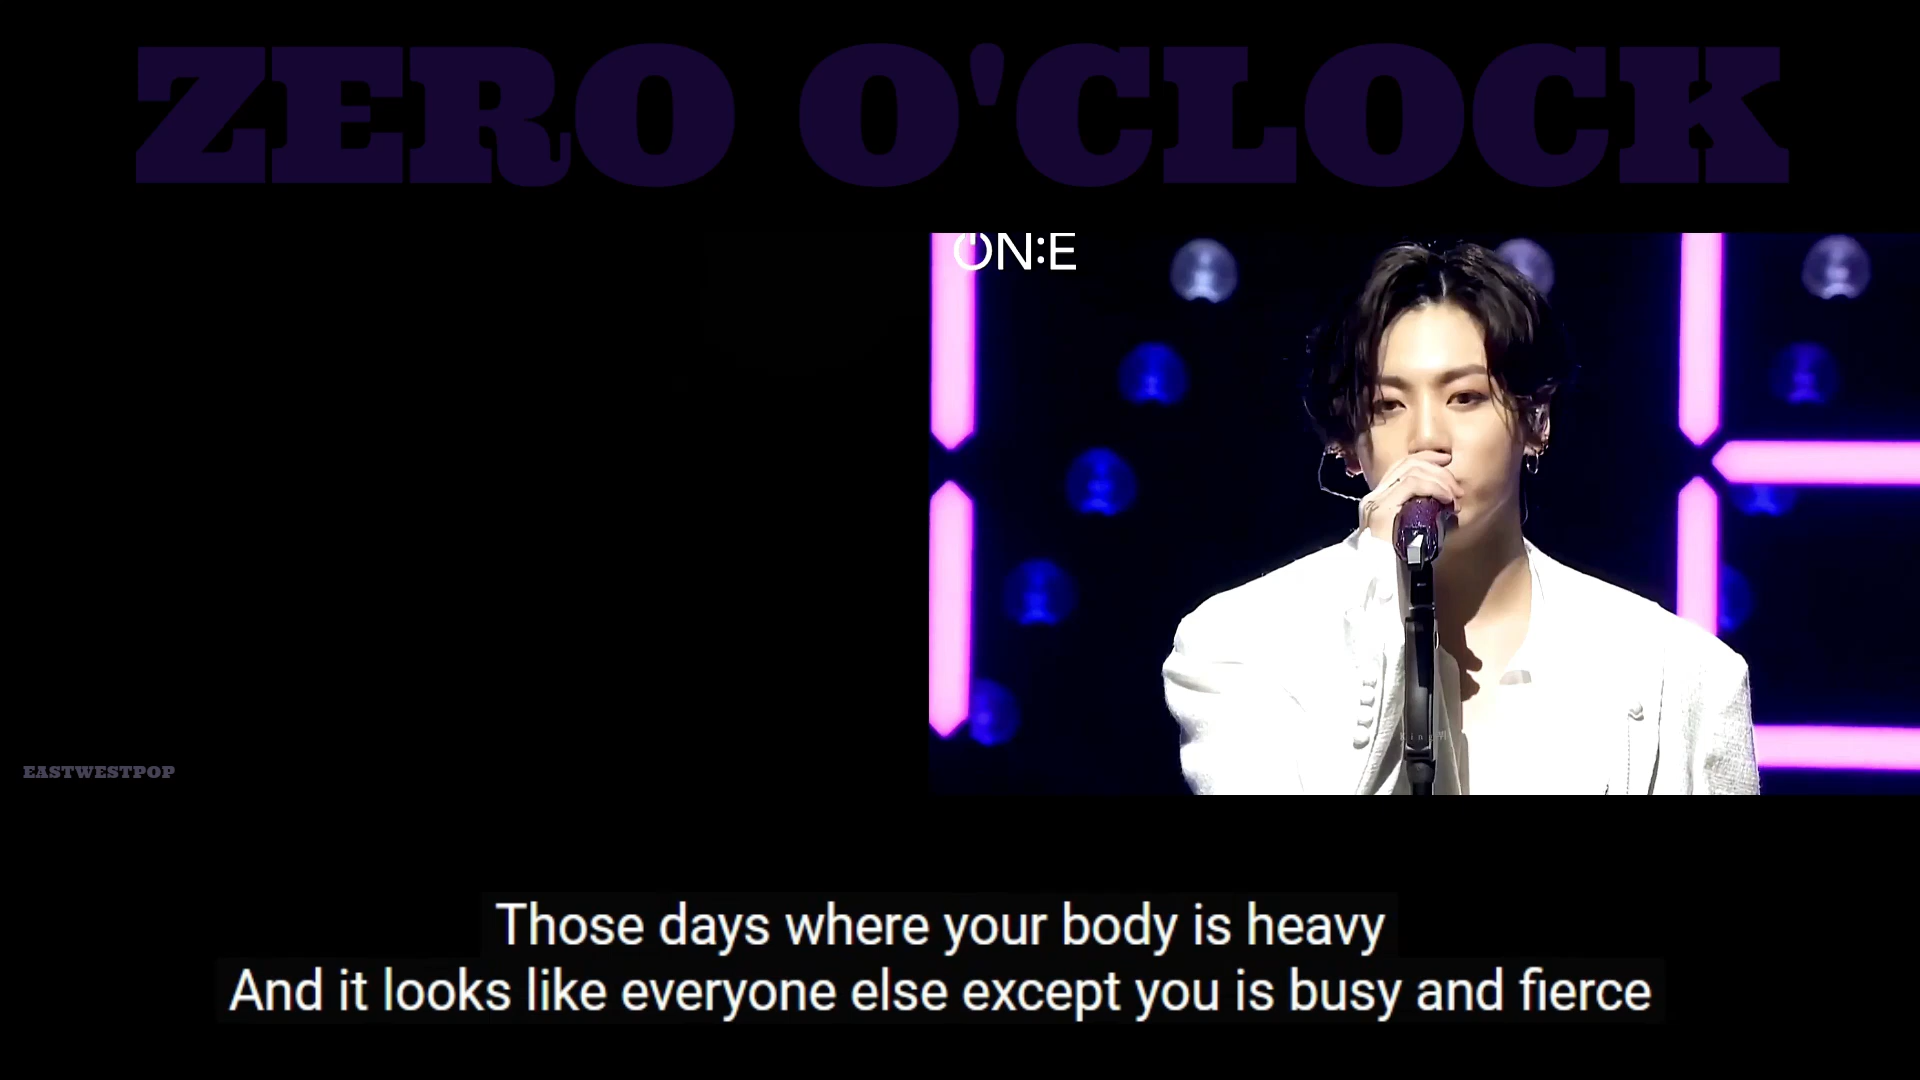 ZERO O'CLOCK
ON:E
EASTWESTPOP
Those days where your body is heavy
And it looks like everyone else except you is busy and fierce